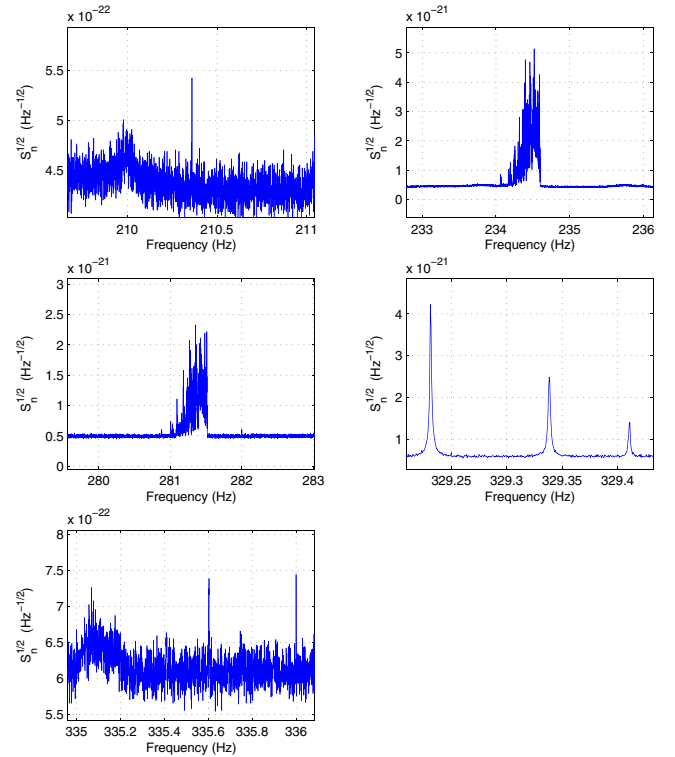 x 10^-22
5.5
5
4.5
S_n^1/2 (Hz^-1/2)
210 210.5 211
Frequency (Hz)
x 10^-21
5
4
3
2
1
0
S_n^1/2 (Hz^-1/2)
233 234 235 236
Frequency (Hz)
x 10^-21
3
2.5
2
1.5
1
0.5
0
S_n^1/2 (Hz^-1/2)
280 281 282 283
Frequency (Hz)
x 10^-21
4
3
2
1
S_n^1/2 (Hz^-1/2)
329.25 329.3 329.35 329.4
Frequency (Hz)
x 10^-22
8
7.5
7
6.5
6
5.5
S_n^1/2 (Hz^-1/2)
335 335.2 335.4 335.6 335.8 336
Frequency (Hz)